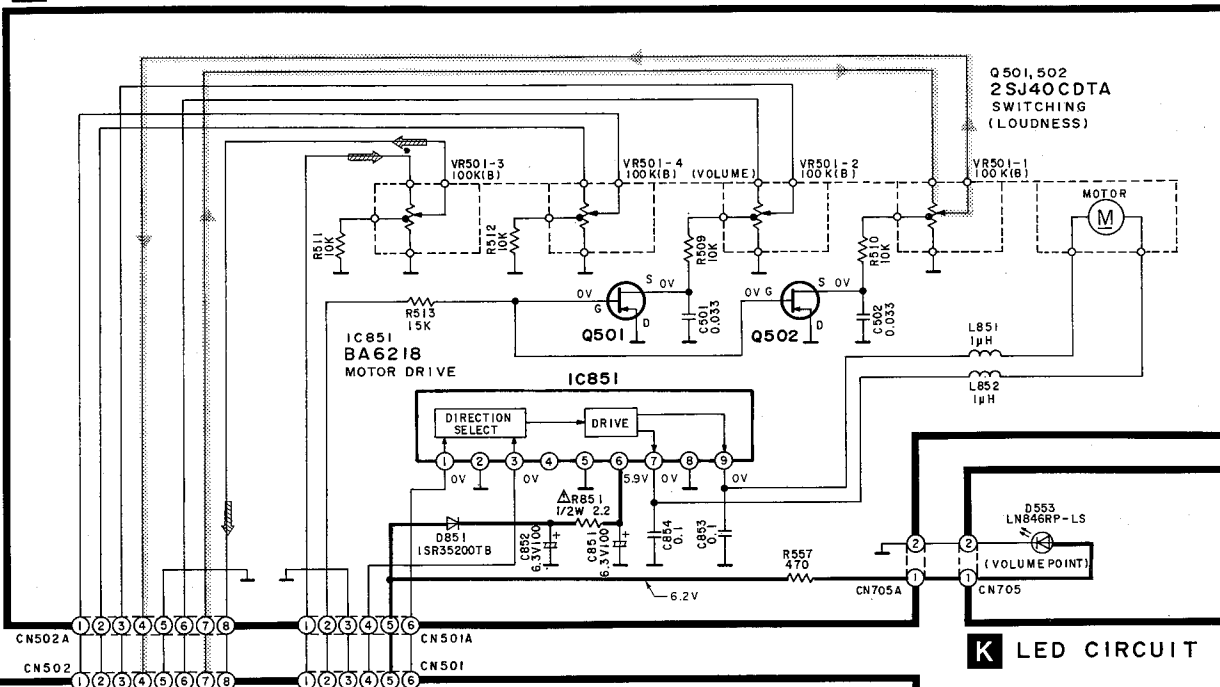 Q501,502
2SJ40CDTA
SWITCHING
(LOUDNESS)
VR501-3
100K(B)
VR501-4
100K(B)
(VOLUME)
VR501-2
100K(B)
VR501-1
100K(B)
MOTOR
M
R511
10K
R512
10K
R509
10K
R510
10K
R513
15K
0V
G
S
0V
D
Q501
C501
0.033
0V G
S
0V
D
Q502
C502
0.033
L851
1μH
L852
1μH
IC851
BA6218
MOTOR DRIVE
IC851
DIRECTION
SELECT
DRIVE
1 2 3 4 5 6 7 8 9
0V
0V
5.9V
0V
0V
⚠R851
1/2W 2.2
D851
1SR35200TB
C852
6.3V100
+
C851
6.3V100
+
C854
0.1
C853
0.1
D553
LN846RP-LS
(VOLUME POINT)
R557
470
6.2V
2 2
1 1
CN705A
CN705
1 2 3 4 5 6 7 8
1 2 3 4 5 6
CN502A
CN501A
CN502
CN501
1 2 3 4 5 6 7 8
1 2 3 4 5 6
K LED CIRCUIT